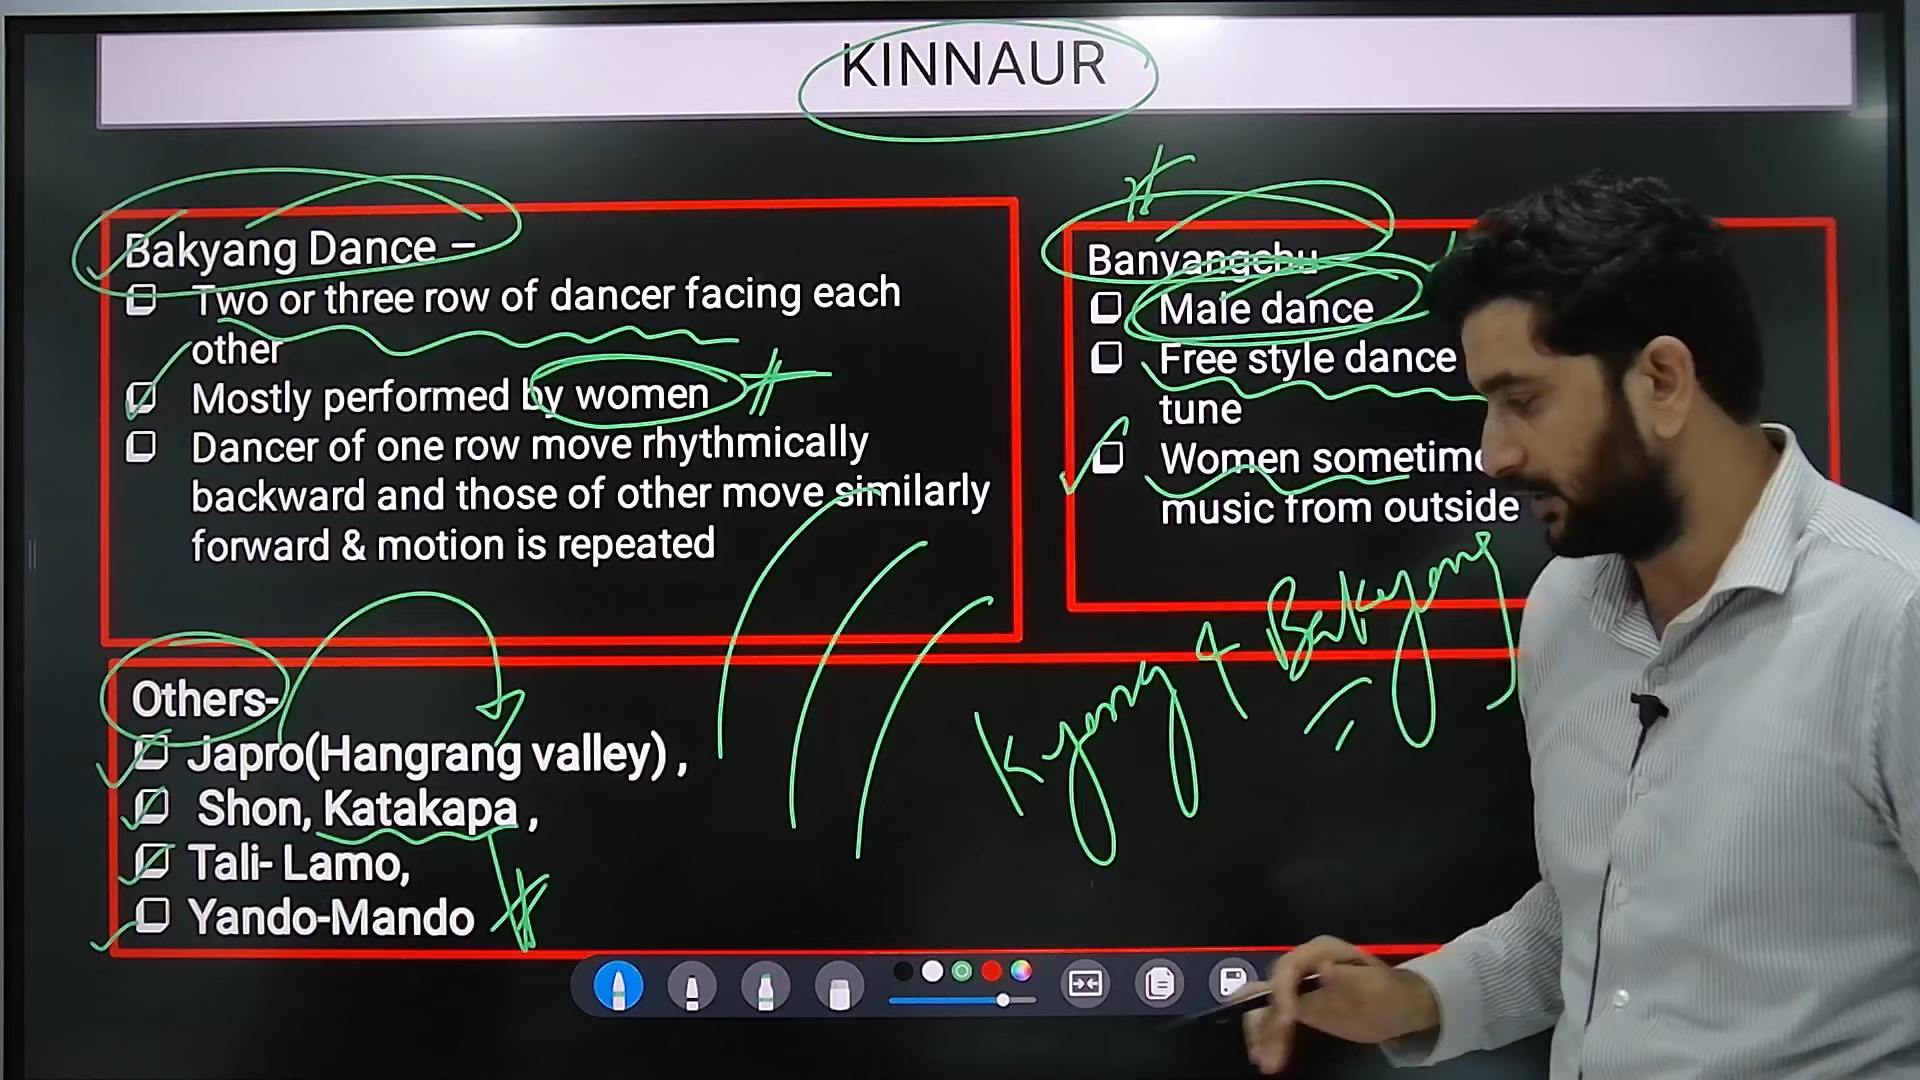 KINNAUR
Bakyang Dance –
Two or three row of dancer facing each
other
Mostly performed by women
Dancer of one row move rhythmically
backward and those of other move similarly
forward & motion is repeated
Banyangchu
Male dance
Free style dance
tune
Women sometime
music from outside
Kyang & Bakyang
Others-
Japro(Hangrang valley) ,
Shon, Katakapa ,
Tali- Lamo,
Yando-Mando